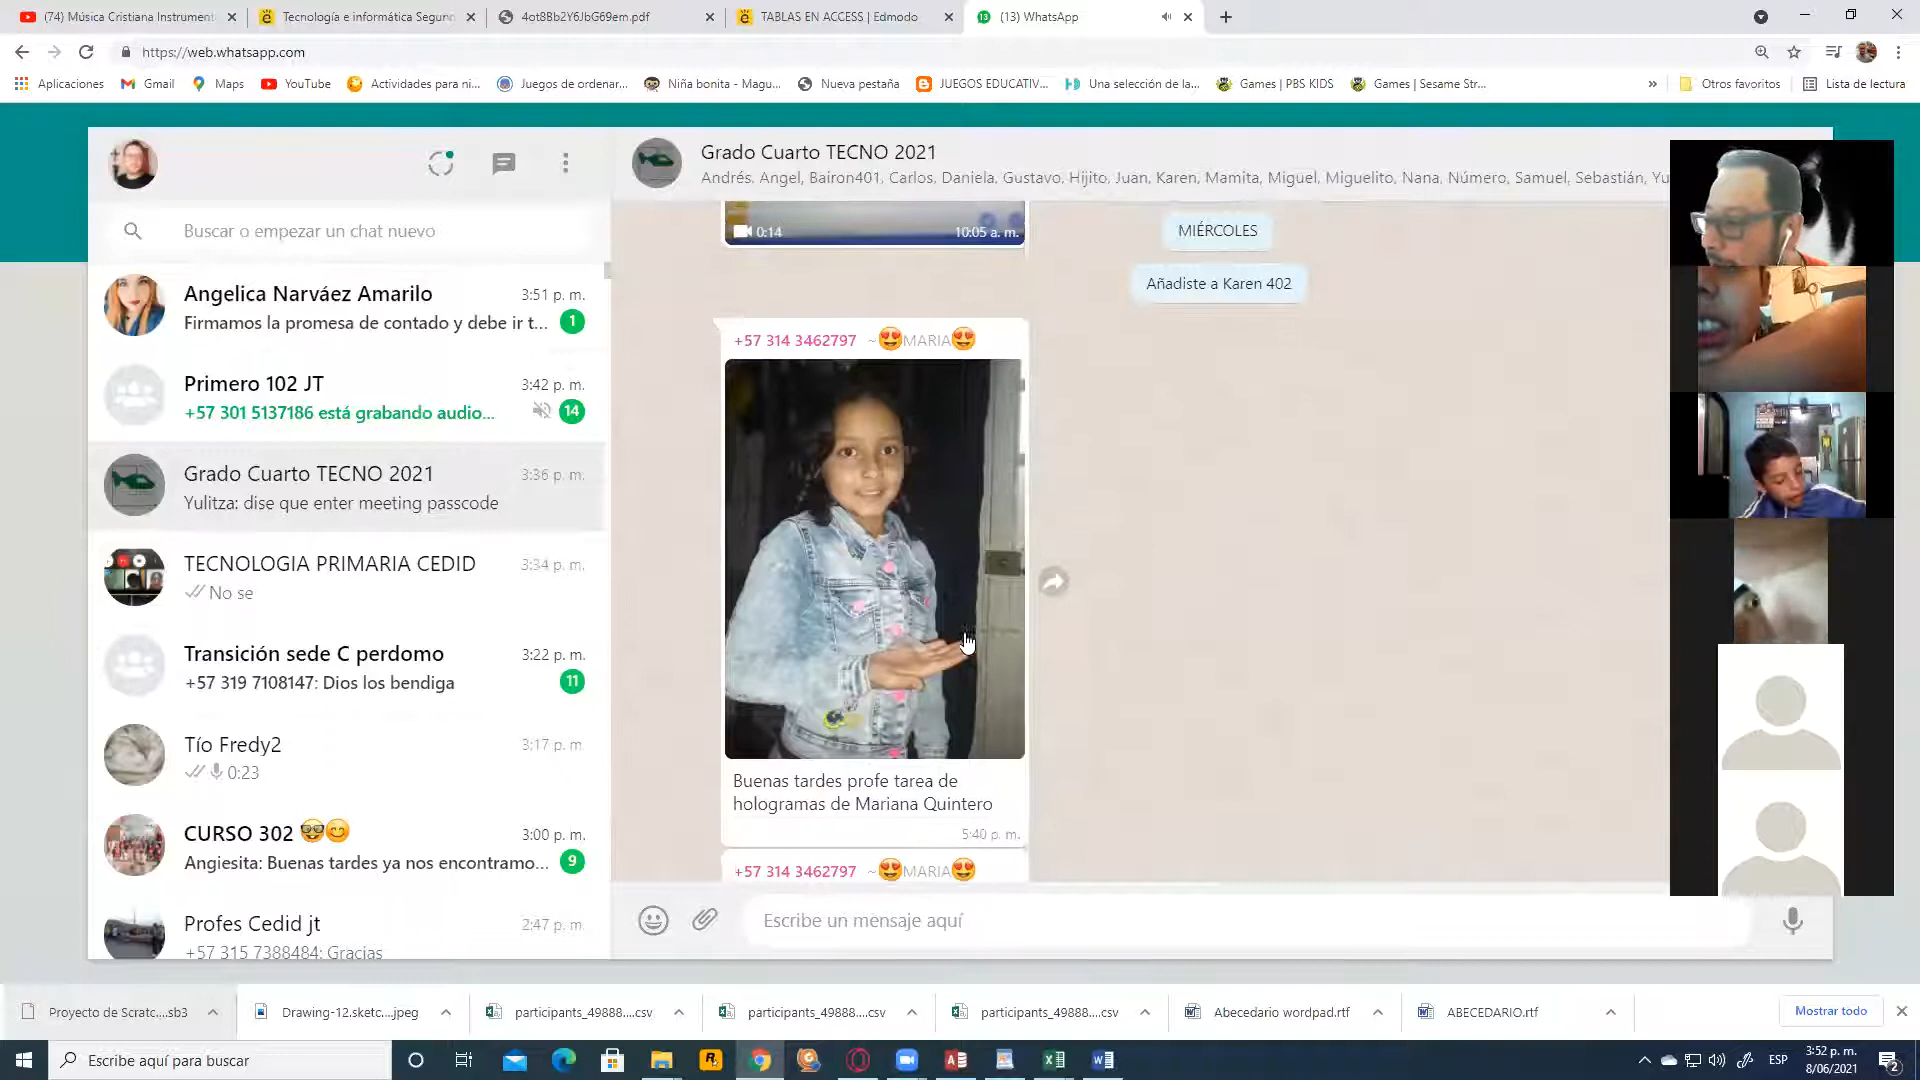 (74) Música Cristiana Instrument
Tecnología e informática Segund
4ot8Bb2Y6JbG69em.pdf
TABLAS EN ACCESS | Edmodo
(13) WhatsApp
https://web.whatsapp.com
Aplicaciones
Gmail
Maps
YouTube
Actividades para ni...
Juegos de ordenar...
Niña bonita - Magu...
Nueva pestaña
JUEGOS EDUCATIV...
Una selección de la...
Games | PBS KIDS
Games | Sesame Str...
»
Otros favoritos
Lista de lectura
Buscar o empezar un chat nuevo
Angelica Narváez Amarilo
3:51 p. m.
Firmamos la promesa de contado y debe ir t...
1
Primero 102 JT
3:42 p. m.
+57 301 5137186 está grabando audio...
14
Grado Cuarto TECNO 2021
3:36 p. m.
Yulitza: dise que enter meeting passcode
TECNOLOGIA PRIMARIA CEDID
3:34 p. m.
No se
Transición sede C perdomo
3:22 p. m.
+57 319 7108147: Dios los bendiga
11
Tío Fredy2
3:17 p. m.
0:23
CURSO 302 🤓😊
3:00 p. m.
Angiesita: Buenas tardes ya nos encontramo...
9
Profes Cedid jt
2:47 p. m.
+57 315 7388484: Gracias
Grado Cuarto TECNO 2021
Andrés, Angel, Bairon401, Carlos, Daniela, Gustavo, Hijito, Juan, Karen, Mamita, Miguel, Miguelito, Nana, Número, Samuel, Sebastián, Yu
0:14
10:05 a. m.
MIÉRCOLES
Añadiste a Karen 402
+57 314 3462797 ~😍MARIA😍
Buenas tardes profe tarea de
hologramas de Mariana Quintero
5:40 p. m.
+57 314 3462797 ~😍MARIA😍
Escribe un mensaje aquí
Proyecto de Scratc....sb3
Drawing-12.sketc...jpeg
participants_49888....csv
participants_49888....csv
participants_49888....csv
Abecedario wordpad.rtf
ABECEDARIO.rtf
Mostrar todo
Escribe aquí para buscar
ESP
3:52 p. m.
8/06/2021
2